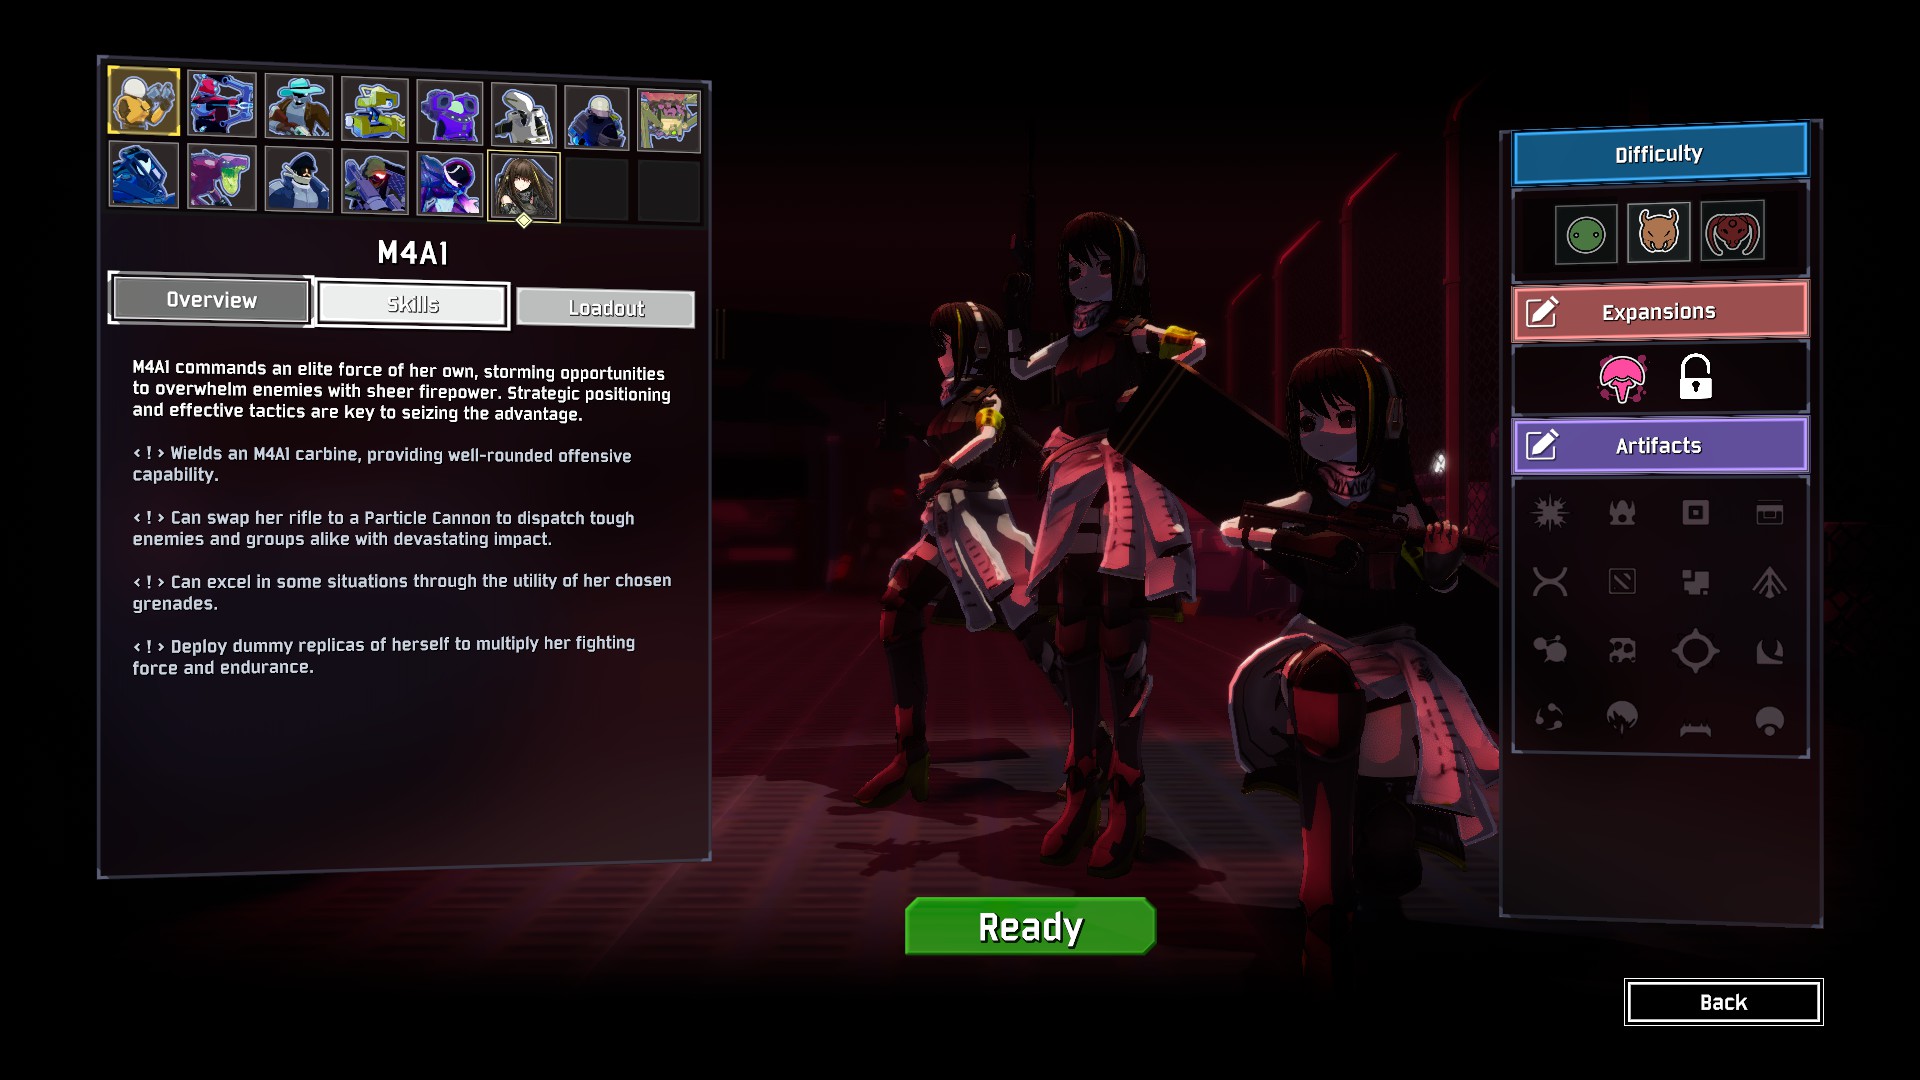 M4A1
Overview
Skills
Loadout
M4A1 commands an elite force of her own, storming opportunities
to overwhelm enemies with sheer firepower. Strategic positioning
and effective tactics are key to seizing the advantage.
< ! > Wields an M4A1 carbine, providing well-rounded offensive
capability.
< ! > Can swap her rifle to a Particle Cannon to dispatch tough
enemies and groups alike with devastating impact.
< ! > Can excel in some situations through the utility of her chosen
grenades.
< ! > Deploy dummy replicas of herself to multiply her fighting
force and endurance.
Ready
Difficulty
Expansions
Artifacts
Back